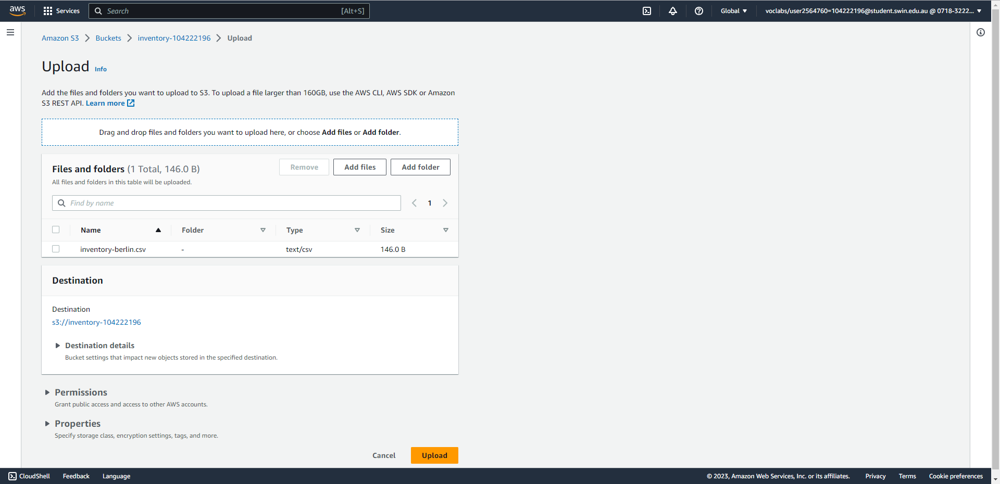 aws
Services
Search
[Alt+S]
Global
voclabs/user2564760=104222196@student.swin.edu.au @ 0718-3222...
Amazon S3 > Buckets > inventory-104222196 > Upload
Upload Info
Add the files and folders you want to upload to S3. To upload a file larger than 160GB, use the AWS CLI, AWS SDK or Amazon
S3 REST API. Learn more
Drag and drop files and folders you want to upload here, or choose Add files or Add folder.
Files and folders (1 Total, 146.0 B)
Remove
Add files
Add folder
All files and folders in this table will be uploaded.
Find by name
1
Name Folder Type Size
inventory-berlin.csv - text/csv 146.0 B
Destination
Destination
s3://inventory-104222196
Destination details
Bucket settings that impact new objects stored in the specified destination.
Permissions
Grant public access and access to other AWS accounts.
Properties
Specify storage class, encryption settings, tags, and more.
Cancel
Upload
CloudShell Feedback Language
© 2023, Amazon Web Services, Inc. or its affiliates. Privacy Terms Cookie preferences